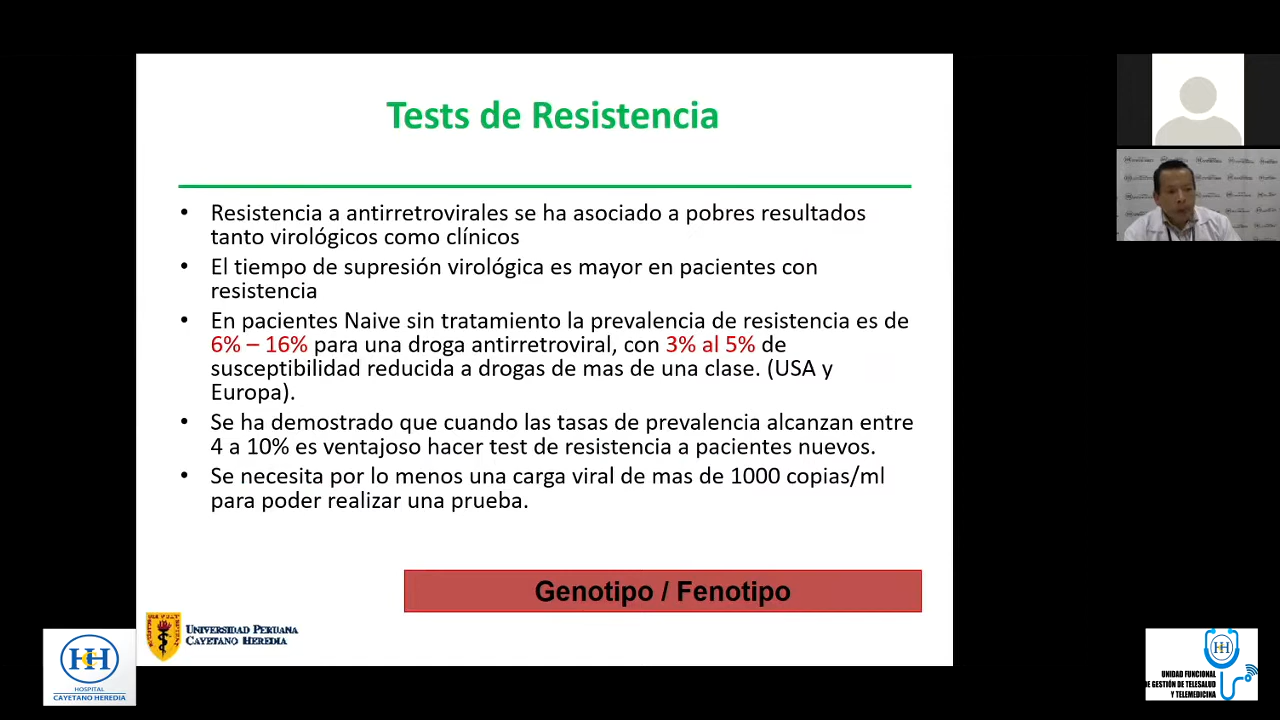 Tests de Resistencia
• Resistencia a antirretrovirales se ha asociado a pobres resultados
tanto virológicos como clínicos
• El tiempo de supresión virológica es mayor en pacientes con
resistencia
• En pacientes Naive sin tratamiento la prevalencia de resistencia es de
6% – 16% para una droga antirretroviral, con 3% al 5% de
susceptibilidad reducida a drogas de mas de una clase. (USA y
Europa).
• Se ha demostrado que cuando las tasas de prevalencia alcanzan entre
4 a 10% es ventajoso hacer test de resistencia a pacientes nuevos.
• Se necesita por lo menos una carga viral de mas de 1000 copias/ml
para poder realizar una prueba.
Genotipo / Fenotipo
UNIVERSIDAD PERUANA
CAYETANO HEREDIA
HOSPITAL
CAYETANO HEREDIA
UNIDAD FUNCIONAL
DE GESTIÓN DE TELESALUD
Y TELEMEDICINA